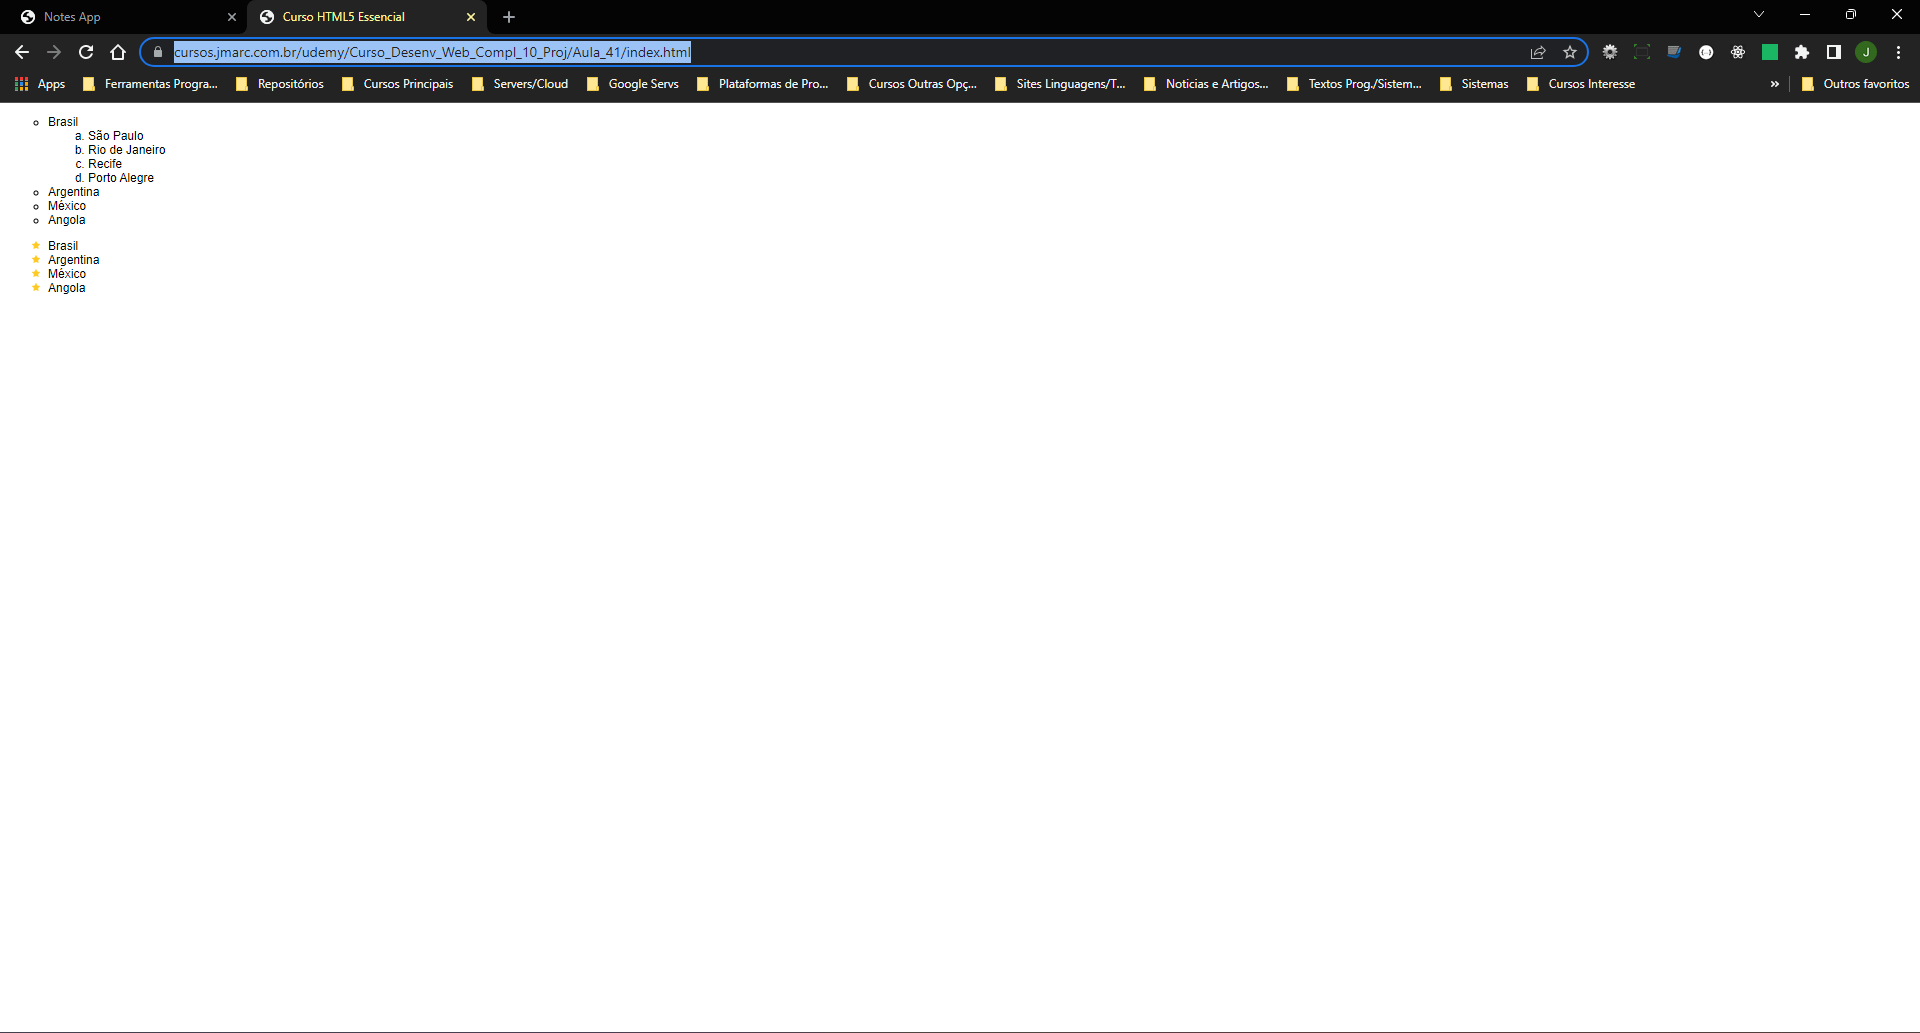 Notes App
Curso HTML5 Essencial
cursos.jmarc.com.br/udemy/Curso_Desenv_Web_Compl_10_Proj/Aula_41/index.html
J
Apps
Ferramentas Progra...
Repositórios
Cursos Principais
Servers/Cloud
Google Servs
Plataformas de Pro...
Cursos Outras Opç...
Sites Linguagens/T...
Noticias e Artigos...
Textos Prog./Sistem...
Sistemas
Cursos Interesse
»
Outros favoritos
Brasil
a. São Paulo
b. Rio de Janeiro
c. Recife
d. Porto Alegre
Argentina
México
Angola
Brasil
Argentina
México
Angola